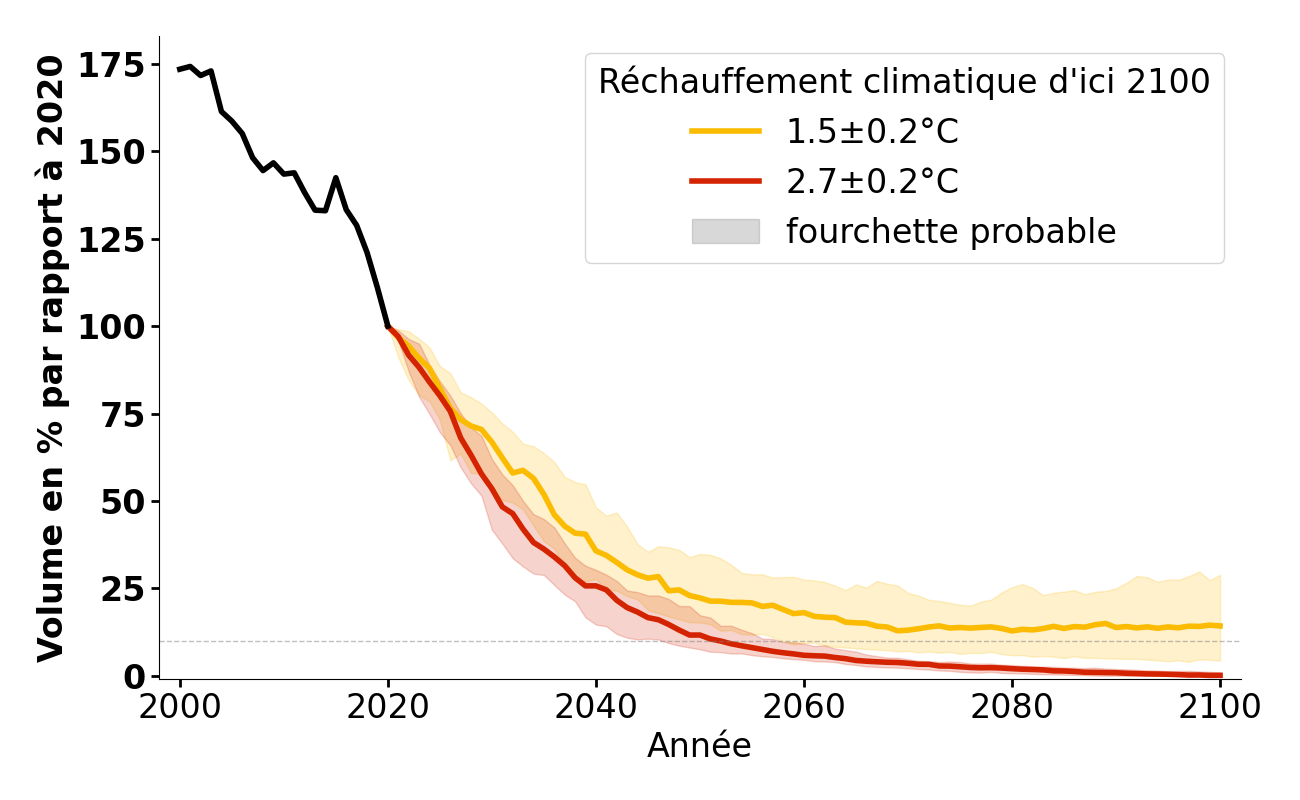 Volume en % par rapport à 2020
175
150
125
100
75
50
25
0
Réchauffement climatique d'ici 2100
1.5±0.2°C
2.7±0.2°C
fourchette probable
2000 2020 2040 2060 2080 2100
Année